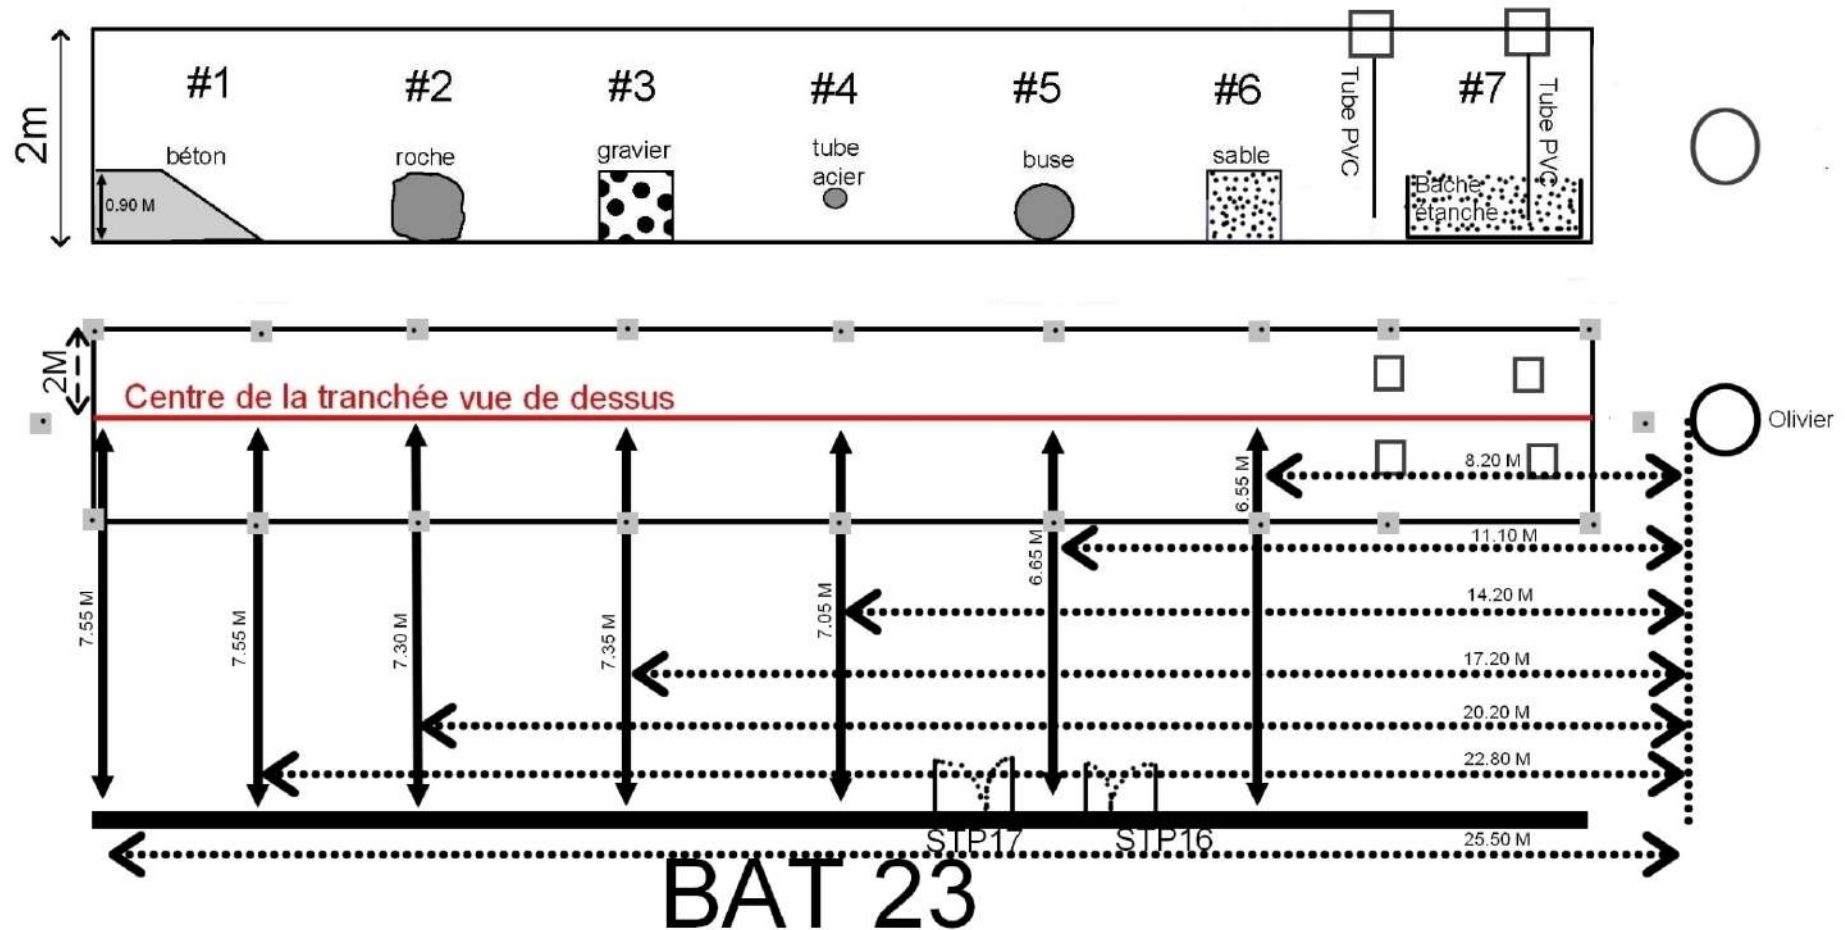 #1
#2
#3
#4
#5
#6
#7
2m
béton
roche
gravier
tube
acier
buse
sable
Tube PVC
Tube PVC
0.90 M
Bâche
étanche
2M
Centre de la tranchée vue de dessus
Olivier
8.20 M
6.55 M
11.10 M
6.65 M
14.20 M
7.05 M
7.55 M
7.55 M
7.30 M
7.35 M
17.20 M
20.20 M
22.80 M
STP17
STP16
25.50 M
BAT 23